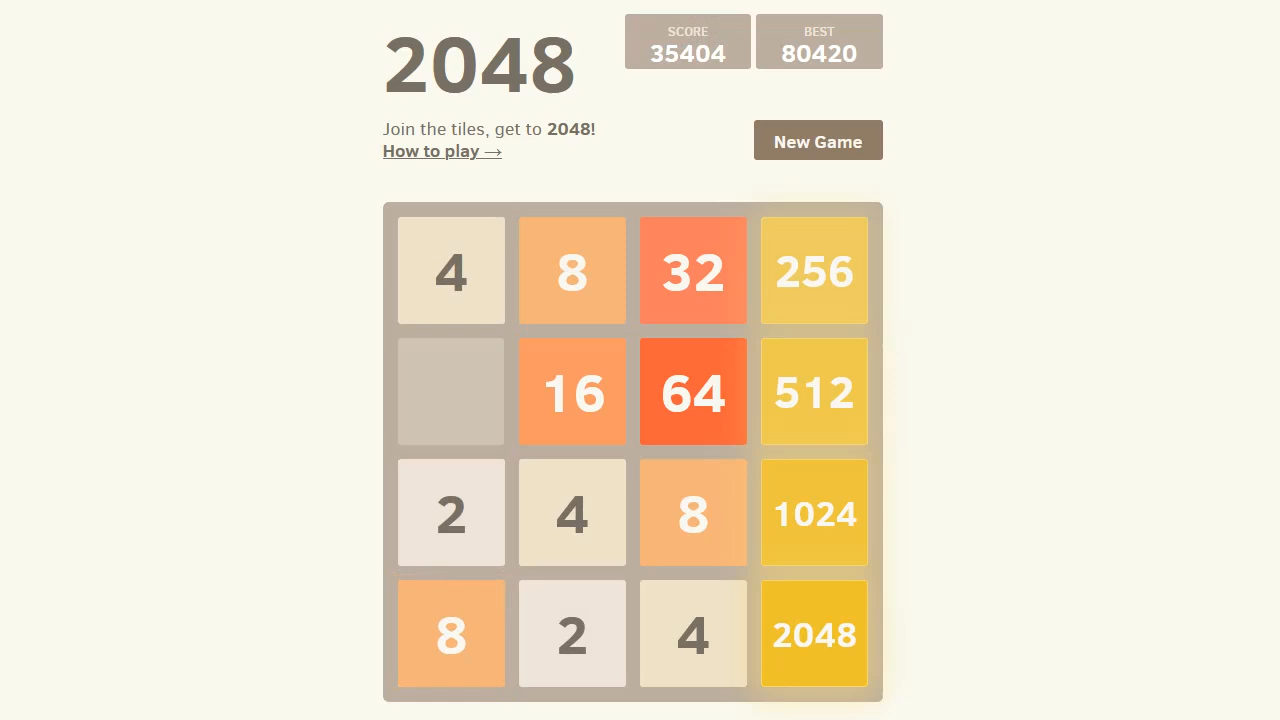 2048
SCORE
35404
BEST
80420
Join the tiles, get to 2048!
How to play →
New Game
4 8 32 256
16 64 512
2 4 8 1024
8 2 4 2048